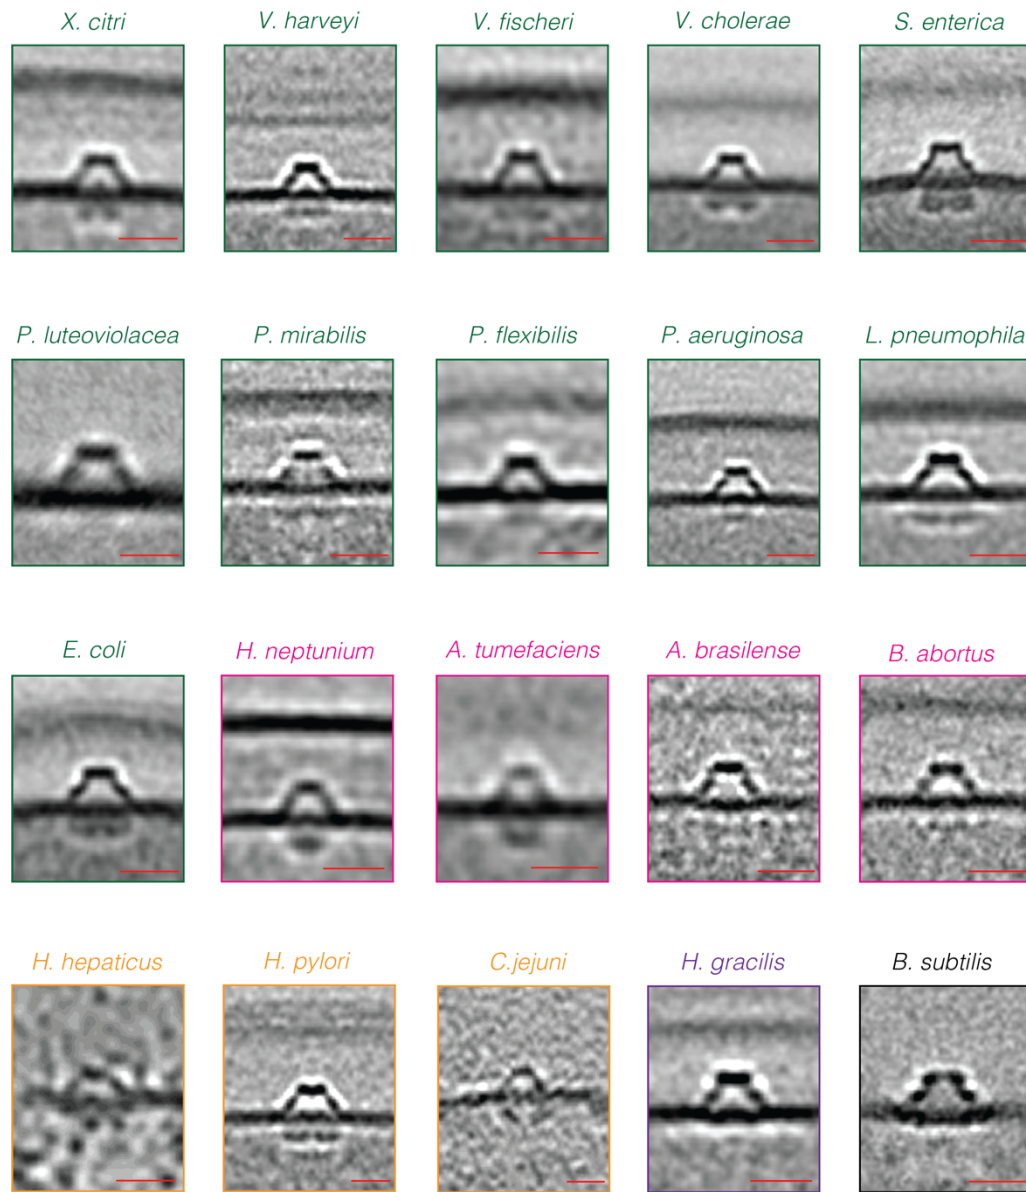 X. citri V. harveyi V. fischeri V. cholerae S. enterica
P. luteoviolacea P. mirabilis P. flexibilis P. aeruginosa L. pneumophila
E. coli H. neptunium A. tumefaciens A. brasilense B. abortus
H. hepaticus H. pylori C.jejuni H. gracilis B. subtilis